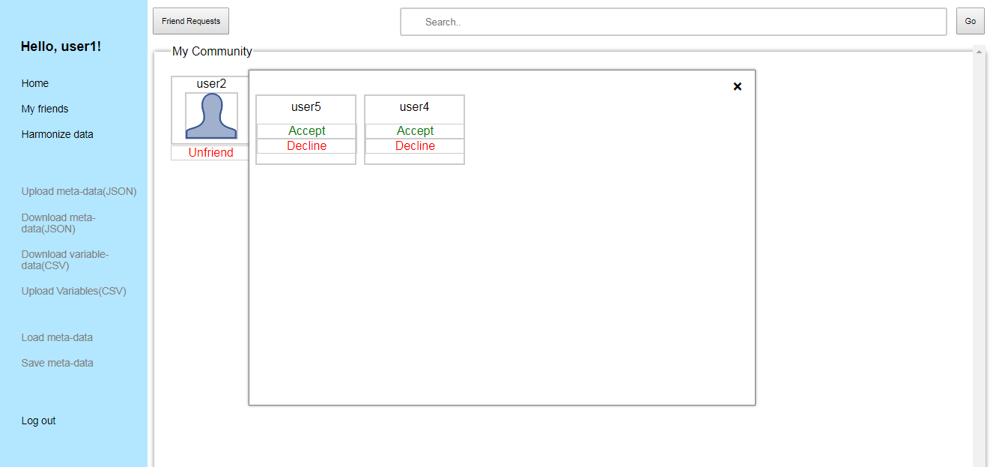 Friend Requests
Search..
Go
Hello, user1!
Home
My friends
Harmonize data
Upload meta-data(JSON)
Download meta-
data(JSON)
Download variable-
data(CSV)
Upload Variables(CSV)
Load meta-data
Save meta-data
Log out
My Community
user2
Unfriend
×
user5
Accept
Decline
user4
Accept
Decline